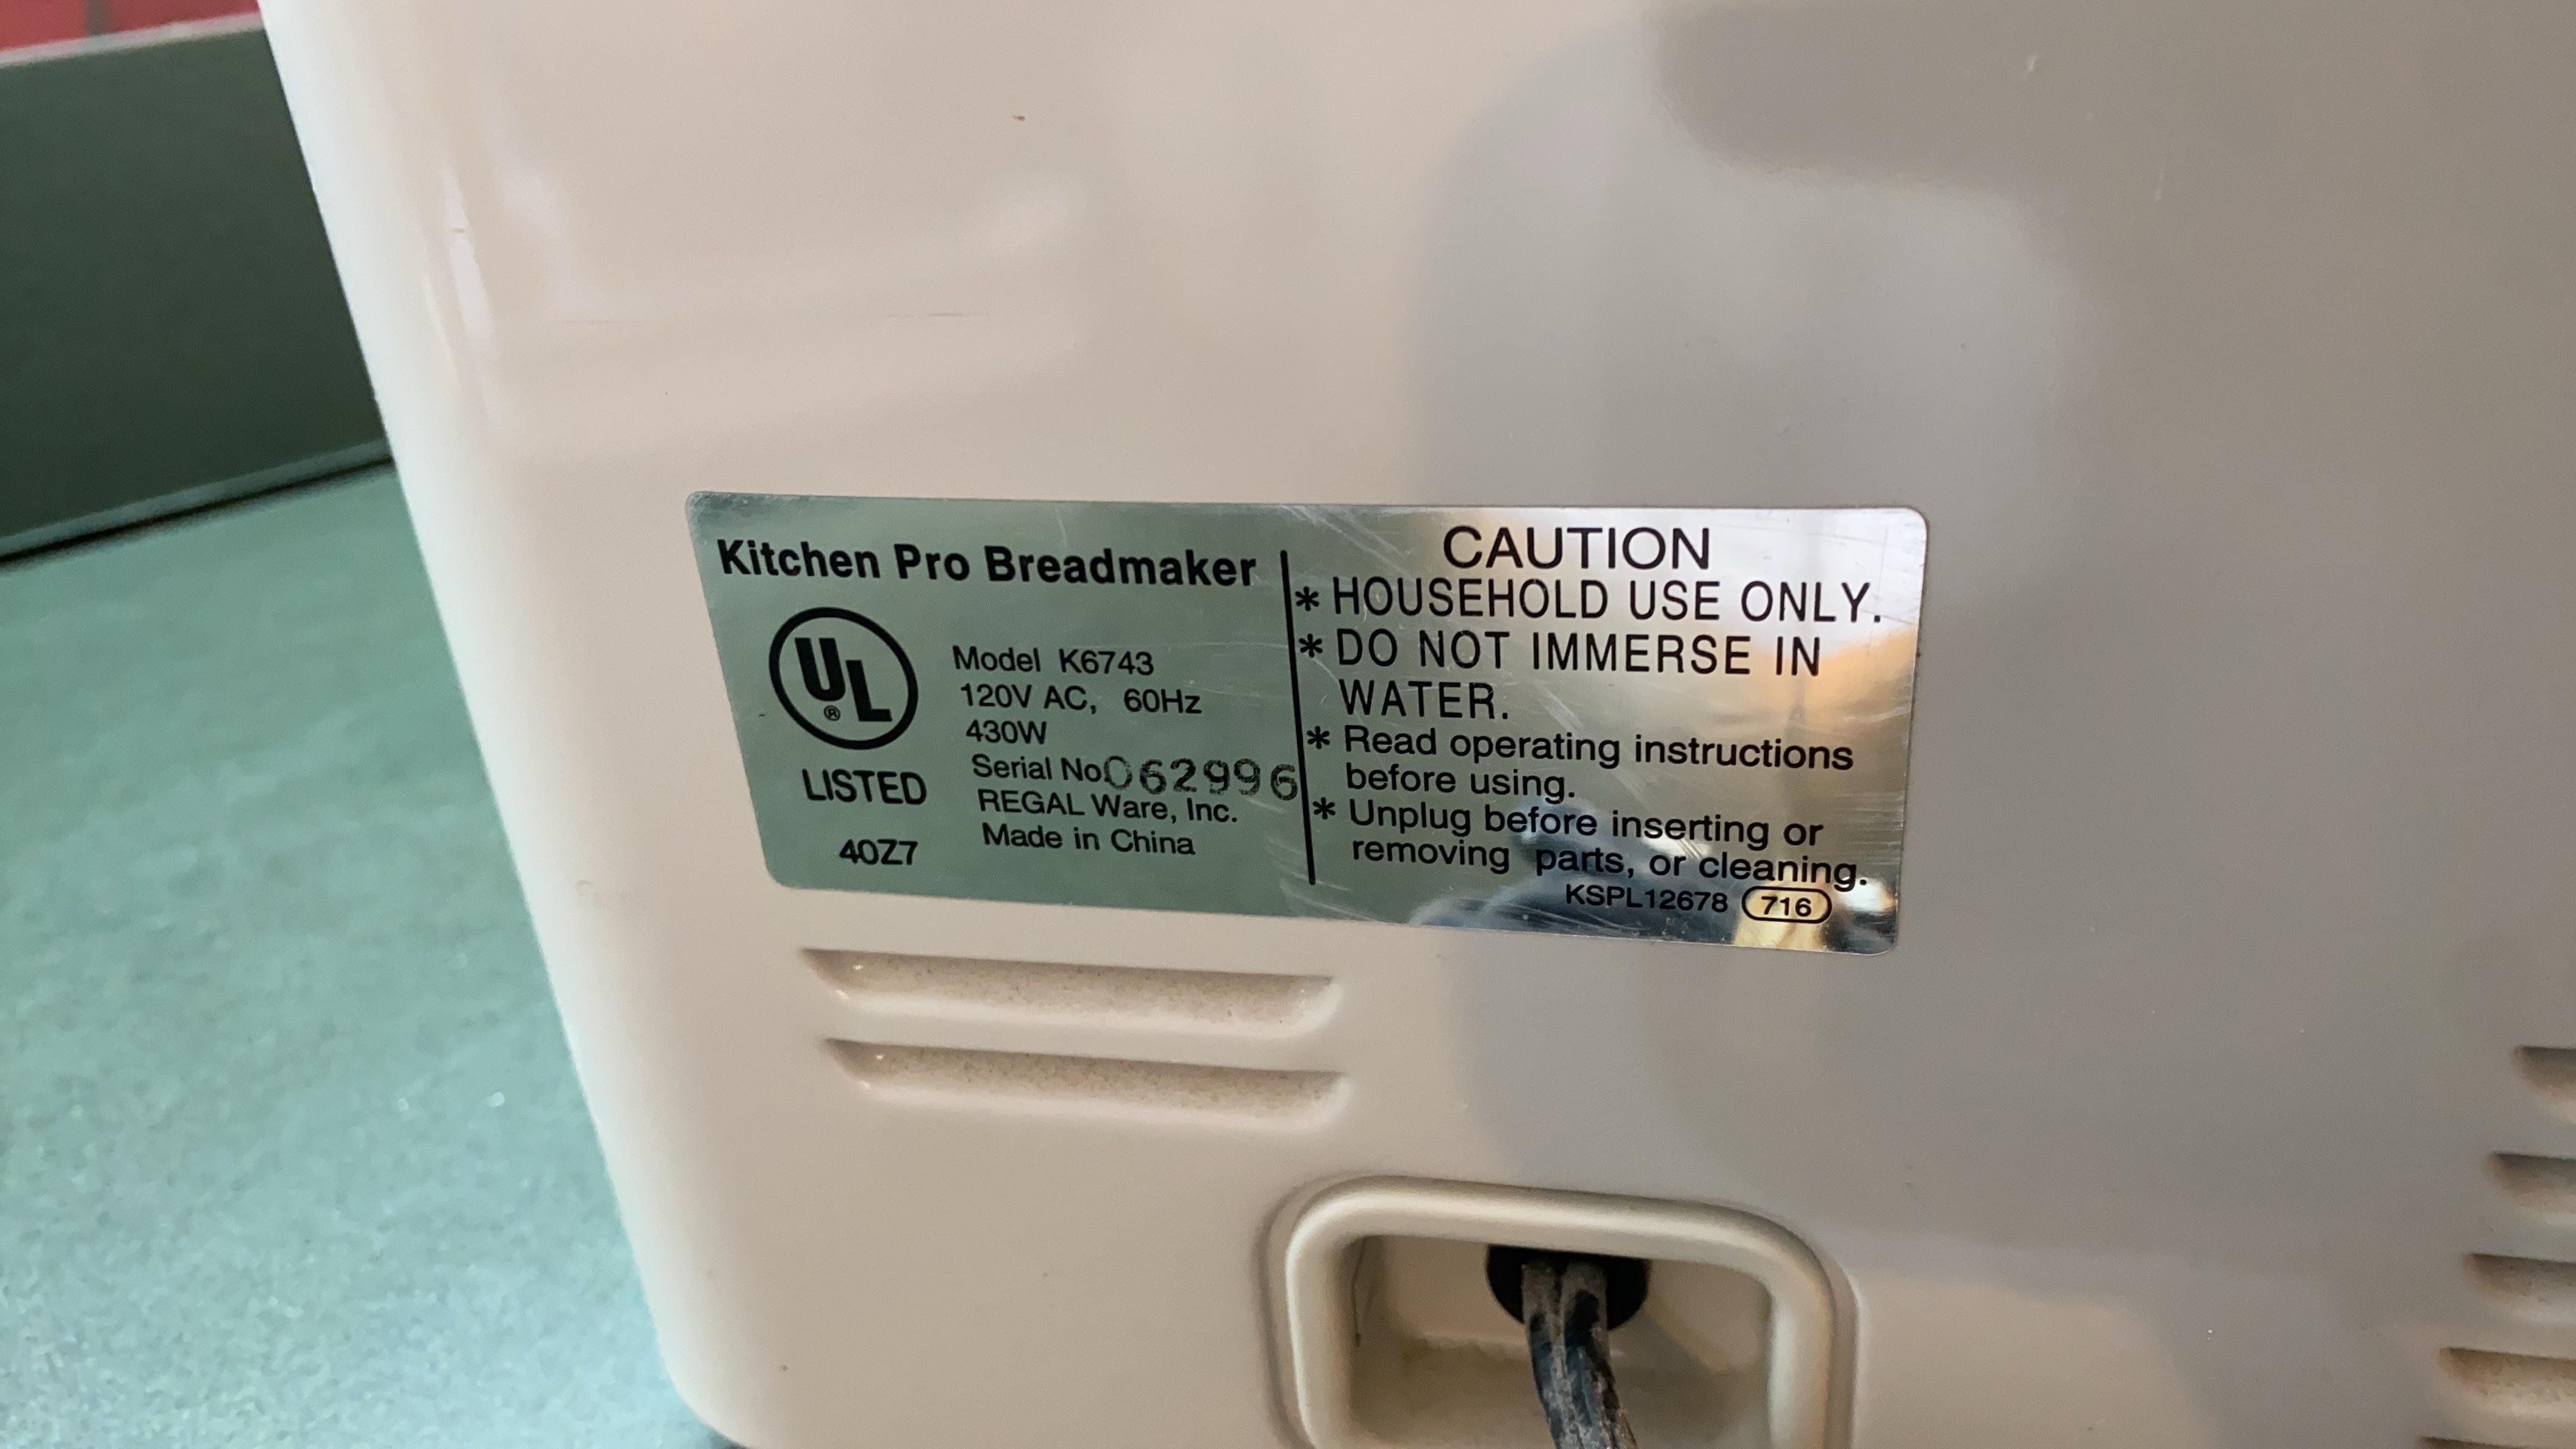 Kitchen Pro Breadmaker
UL
®
LISTED
40Z7
Model K6743
120V AC, 60Hz
430W
Serial No.062996
REGAL Ware, Inc.
Made in China
CAUTION
* HOUSEHOLD USE ONLY.
* DO NOT IMMERSE IN
WATER.
* Read operating instructions
before using.
* Unplug before inserting or
removing parts, or cleaning.
KSPL12678 716